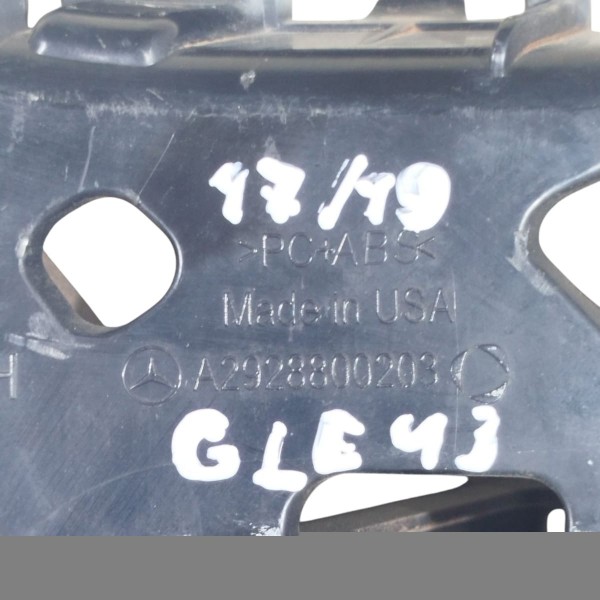 17/19
>PC+ABS<
Made in USA
H
A2928800203
GLE43